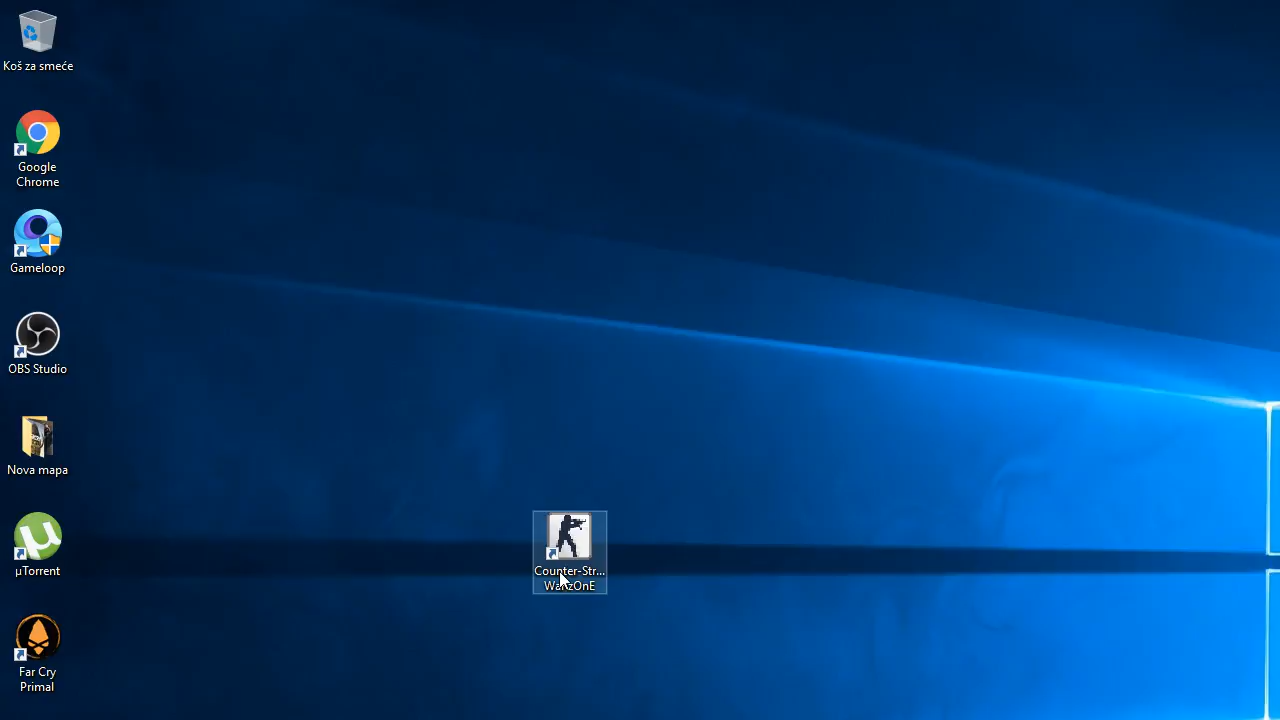 Koš za smeće
Google
Chrome
Gameloop
OBS Studio
Nova mapa
µTorrent
Far Cry
Primal
Counter-Str...
WaRzOnE